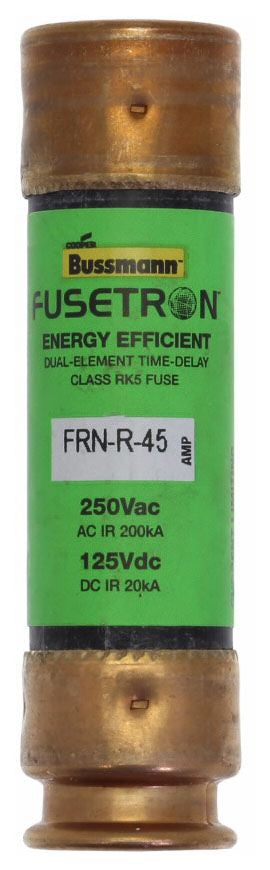 COOPER
Bussmann
FUSETRON
ENERGY EFFICIENT
DUAL-ELEMENT TIME-DELAY
CLASS RK5 FUSE
FRN-R-45 AMP
250Vac
AC IR 200kA
125Vdc
DC IR 20kA